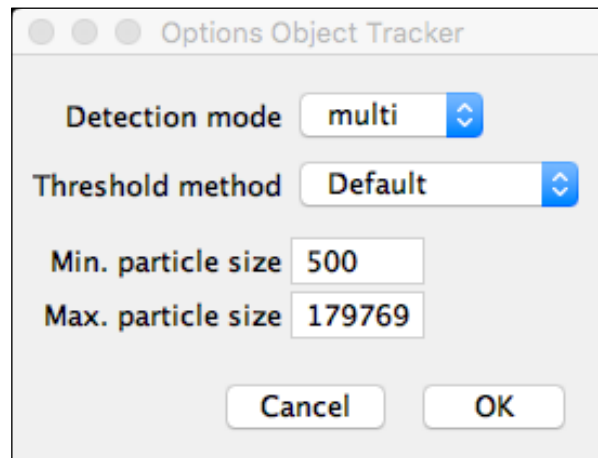 Options Object Tracker
Detection mode multi
Threshold method Default
Min. particle size 500
Max. particle size 179769
Cancel OK